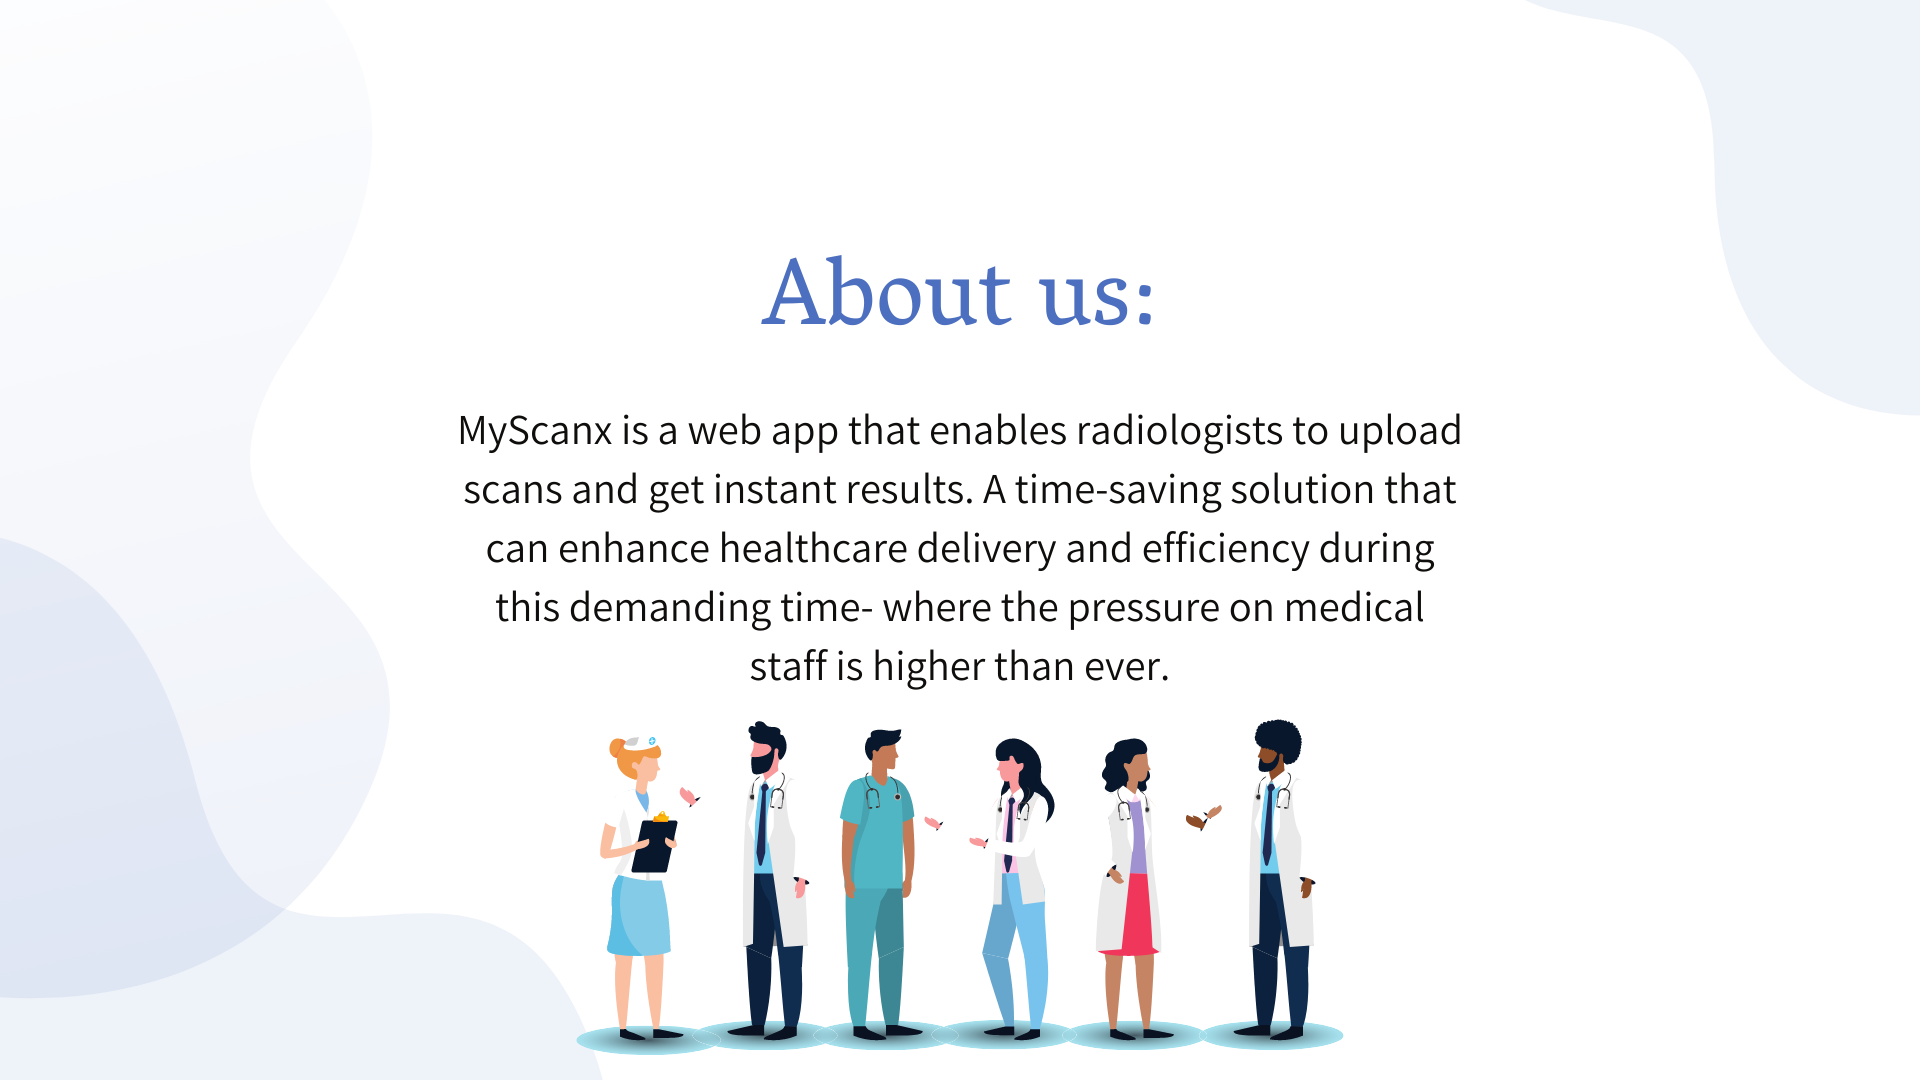 About us:
MyScanx is a web app that enables radiologists to upload
scans and get instant results. A time-saving solution that
can enhance healthcare delivery and efficiency during
this demanding time- where the pressure on medical
staff is higher than ever.